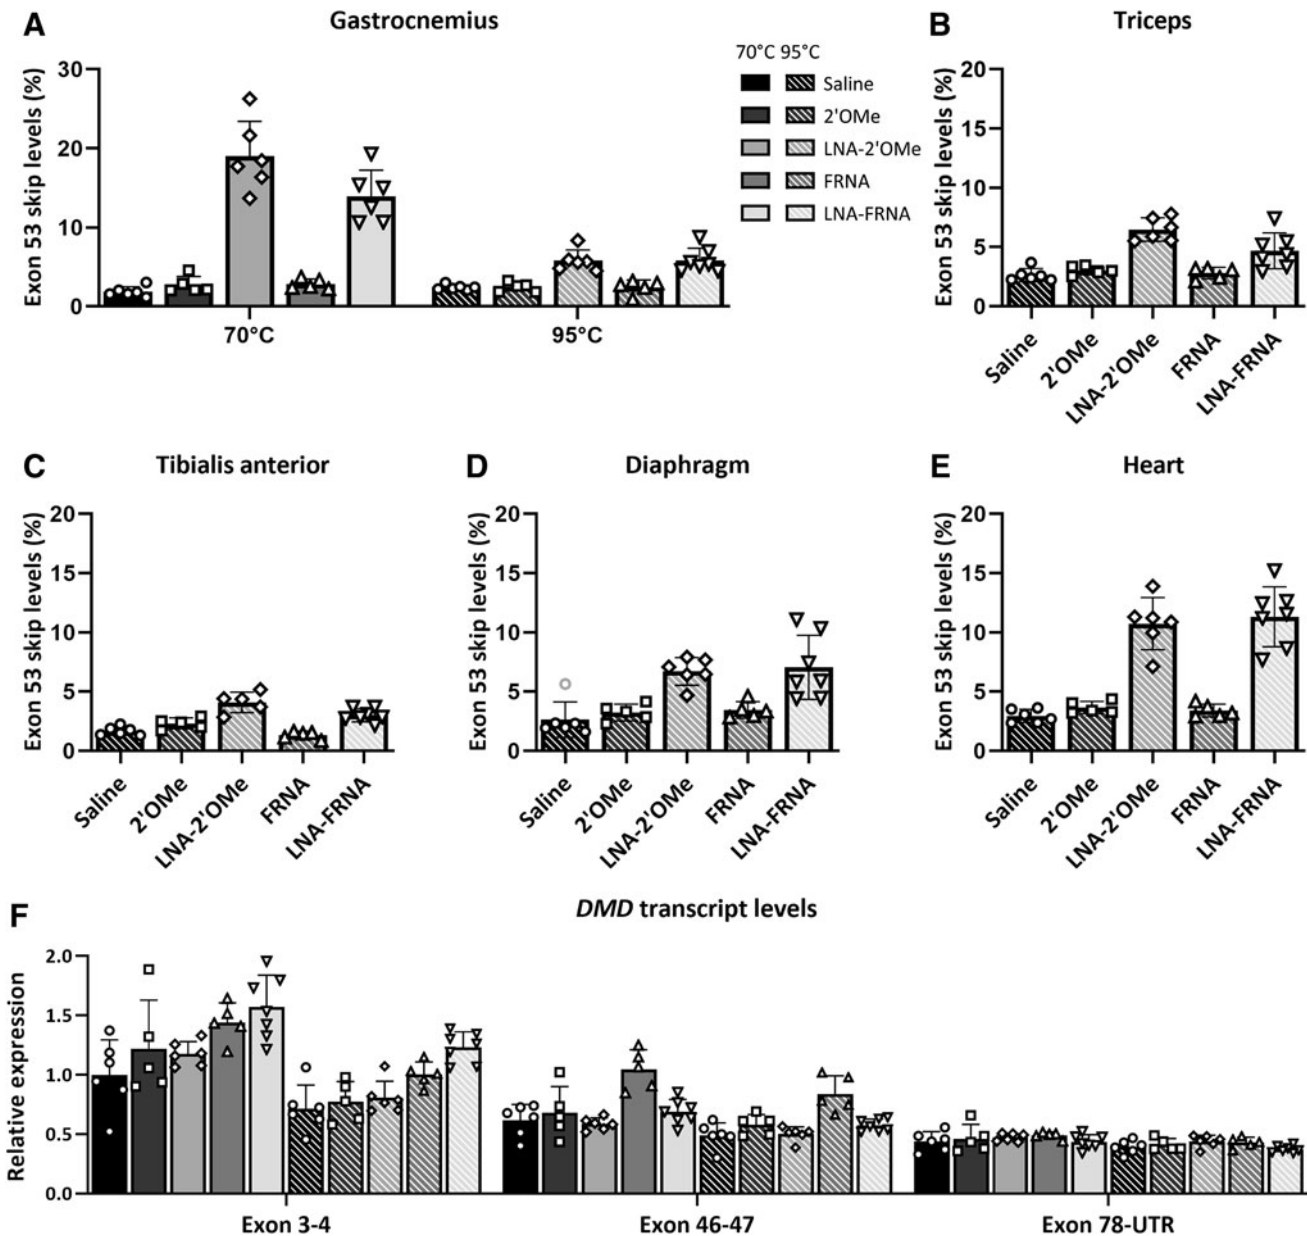 A
Gastrocnemius
Exon 53 skip levels (%)
30
20
10
0
70°C
95°C
70°C 95°C
Saline
2'OMe
LNA-2'OMe
FRNA
LNA-FRNA
B
Triceps
Exon 53 skip levels (%)
20
15
10
5
0
Saline
2'OMe
LNA-2'OMe
FRNA
LNA-FRNA
C
Tibialis anterior
Exon 53 skip levels (%)
20
15
10
5
0
Saline
2'OMe
LNA-2'OMe
FRNA
LNA-FRNA
D
Diaphragm
Exon 53 skip levels (%)
20
15
10
5
0
Saline
2'OMe
LNA-2'OMe
FRNA
LNA-FRNA
E
Heart
Exon 53 skip levels (%)
20
15
10
5
0
Saline
2'OMe
LNA-2'OMe
FRNA
LNA-FRNA
F
DMD transcript levels
Relative expression
2.0
1.5
1.0
0.5
0.0
Exon 3-4
Exon 46-47
Exon 78-UTR